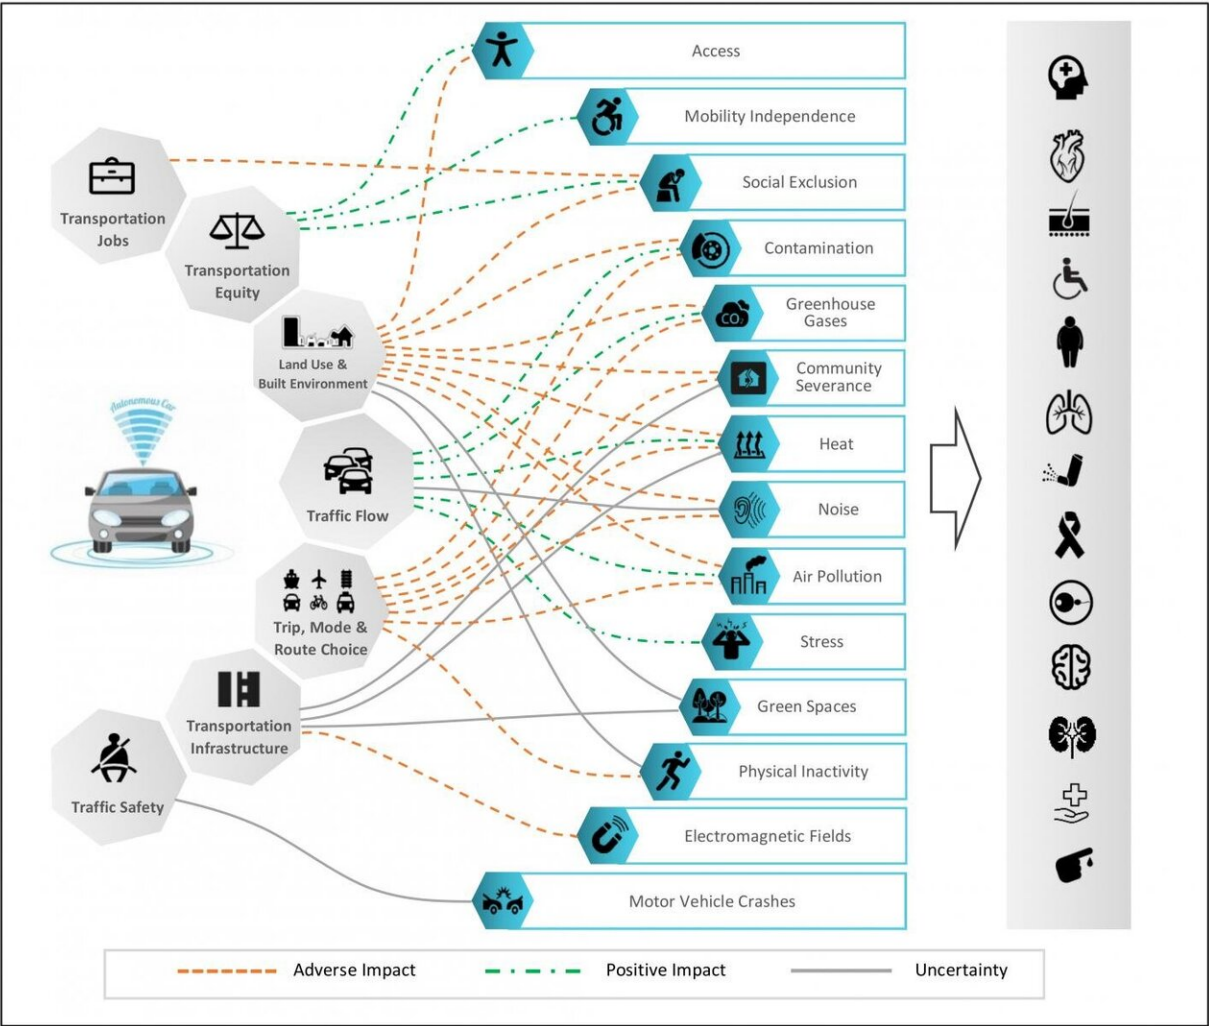 Access
Mobility Independence
Social Exclusion
Contamination
Greenhouse
Gases
Community
Severance
Heat
Noise
Air Pollution
Stress
Green Spaces
Physical Inactivity
Electromagnetic Fields
Motor Vehicle Crashes
Transportation
Jobs
Transportation
Equity
Land Use &
Built Environment
Traffic Flow
Trip, Mode &
Route Choice
Transportation
Infrastructure
Traffic Safety
Autonomous Car
CO₂
Adverse Impact
Positive Impact
Uncertainty